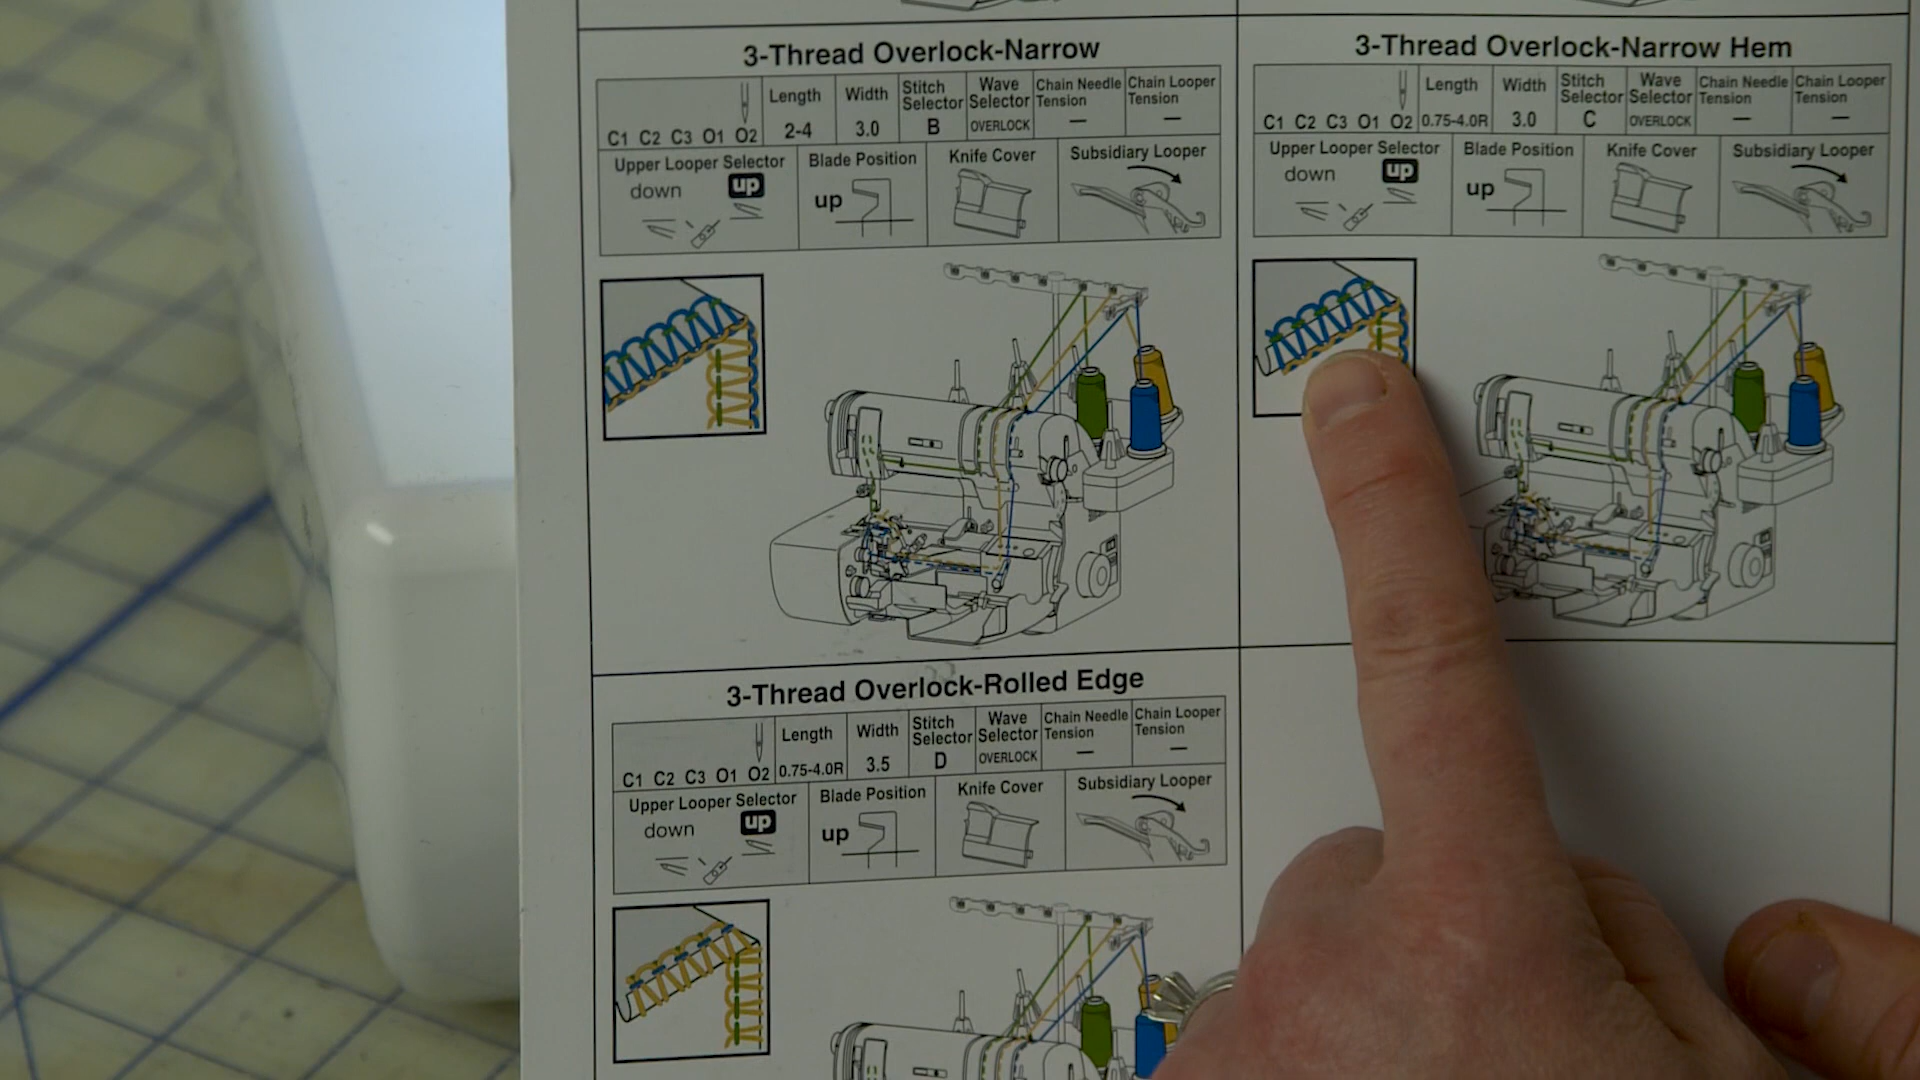 3-Thread Overlock-Narrow
C1 C2 C3 O1 O2
Length
2-4
Width
3.0
Stitch
Selector
B
Wave
Selector
OVERLOCK
Chain Needle
Tension
—
Chain Looper
Tension
—
Upper Looper Selector
down up
Blade Position
up
Knife Cover
Subsidiary Looper
3-Thread Overlock-Narrow Hem
C1 C2 C3 O1 O2
Length
0.75-4.0R
Width
3.0
Stitch
Selector
C
Wave
Selector
OVERLOCK
Chain Needle
Tension
—
Chain Looper
Tension
—
Upper Looper Selector
down up
Blade Position
up
Knife Cover
Subsidiary Looper
3-Thread Overlock-Rolled Edge
C1 C2 C3 O1 O2
Length
0.75-4.0R
Width
3.5
Stitch
Selector
D
Wave
Selector
OVERLOCK
Chain Needle
Tension
—
Chain Looper
Tension
—
Upper Looper Selector
down up
Blade Position
up
Knife Cover
Subsidiary Looper